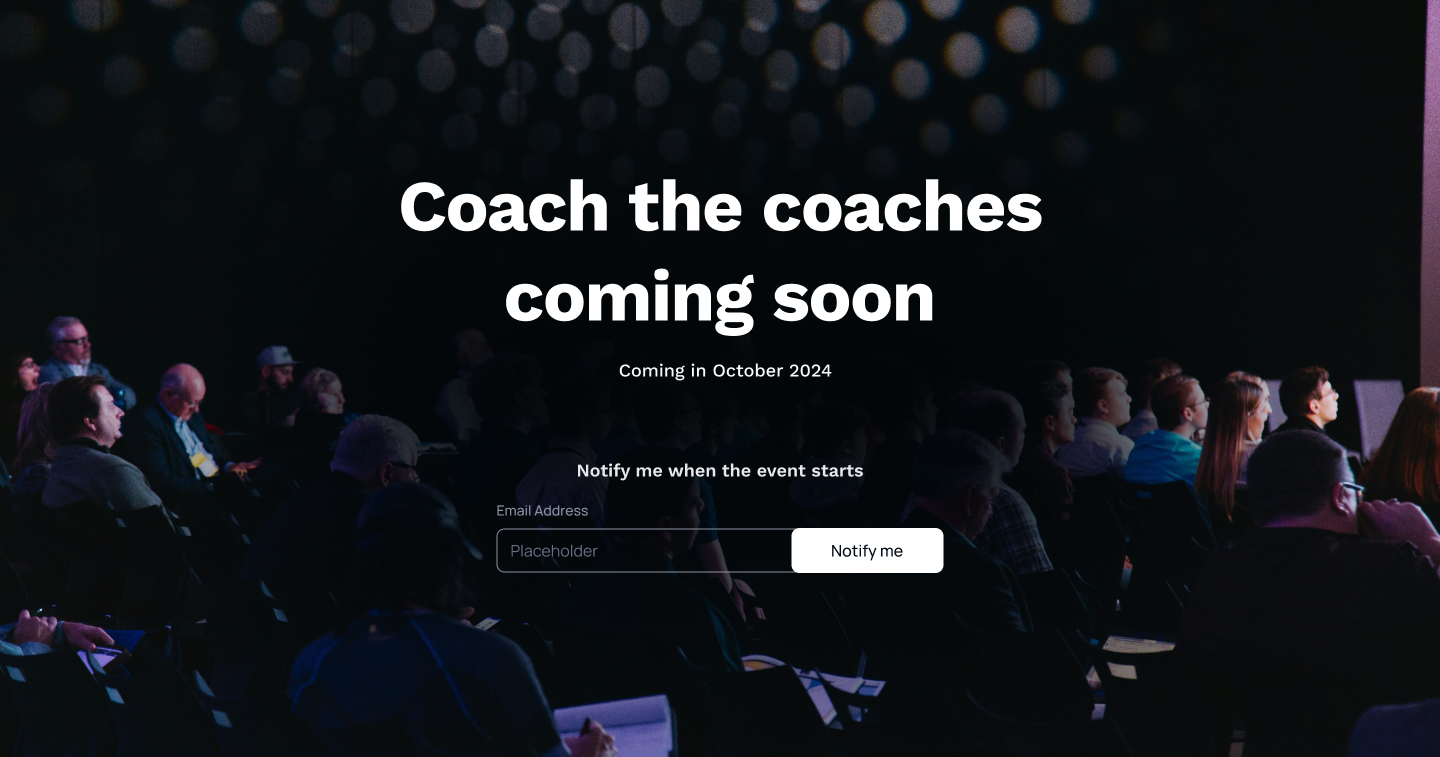 Coach the coaches
coming soon
Coming in October 2024
Notify me when the event starts
Email Address
Placeholder
Notify me